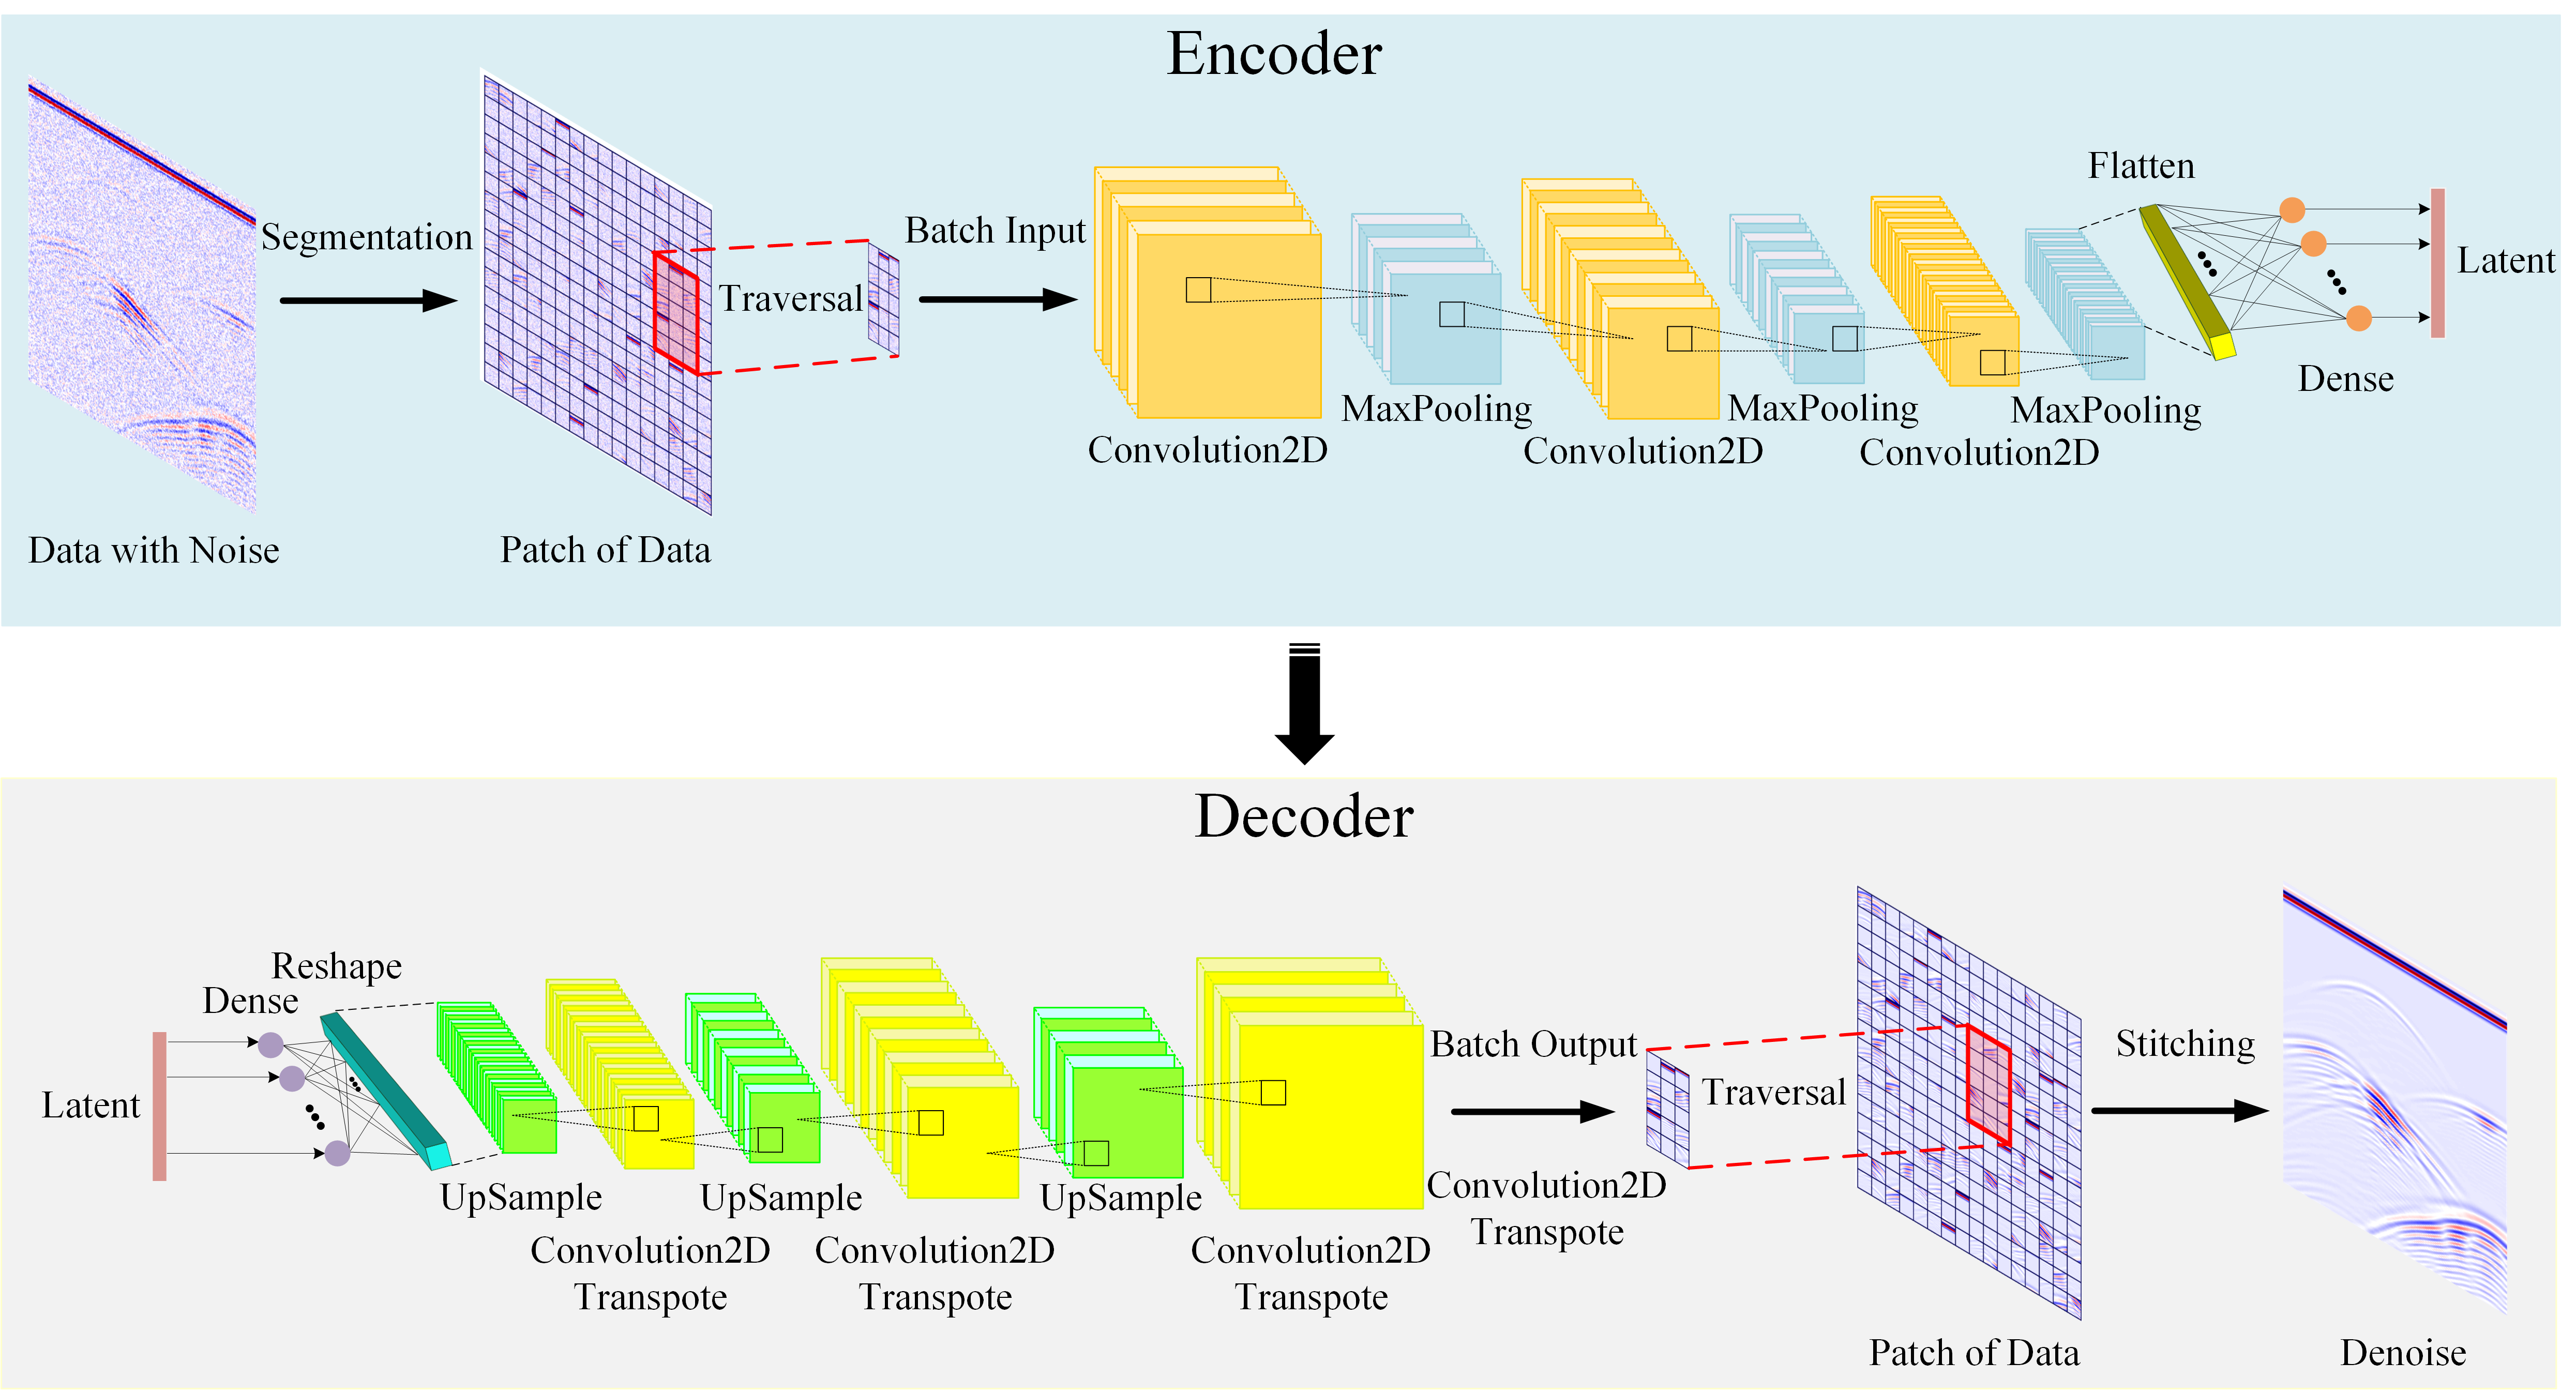 Encoder
Segmentation
Traversal
Batch Input
Data with Noise
Patch of Data
Convolution2D
MaxPooling
Convolution2D
MaxPooling
Convolution2D
MaxPooling
Flatten
Dense
Latent
Decoder
Latent
Dense
Reshape
UpSample
Convolution2D
Transpote
UpSample
Convolution2D
Transpote
UpSample
Convolution2D
Transpote
Batch Output
Convolution2D
Transpote
Traversal
Patch of Data
Stitching
Denoise